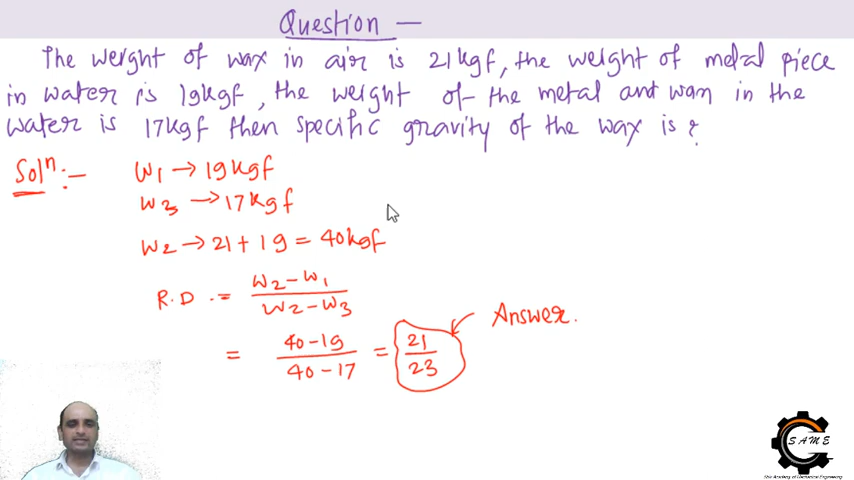 Question —
The weight of wax in air is 21kgf, the weight of metal piece
in water is 19kgf, the weight of the metal and wam in the
water is 17kgf then specific gravity of the wax is ?
Solⁿ:- W1 → 19kgf
W3 → 17kgf
W2 → 21 + 19 = 40kgf
R.D. = W2 - W1 / W2 - W3
= 40-19 / 40-17 = 21/23 Answer.
SAME